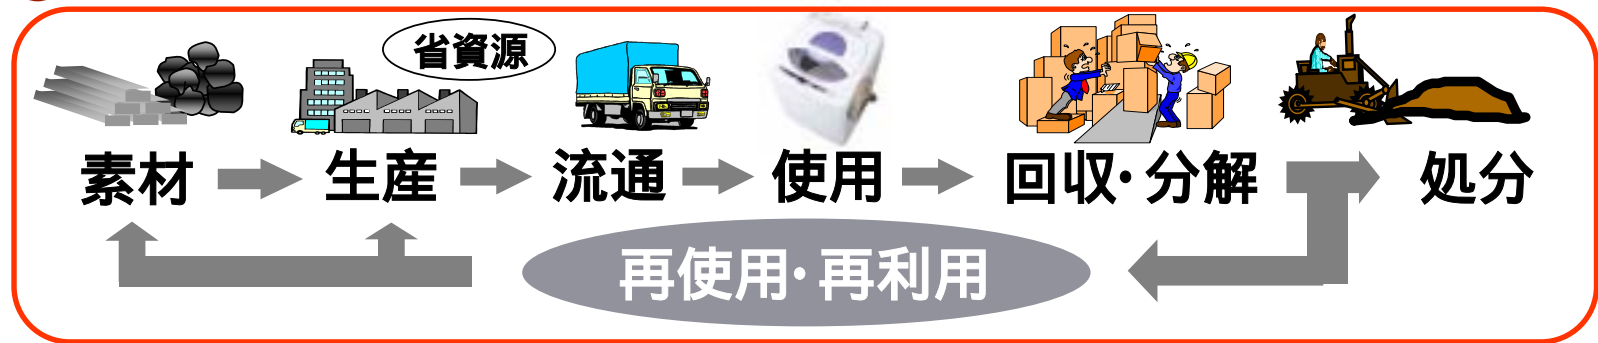 省資源
素材
生産
流通
使用
回収・分解
処分
再使用・再利用